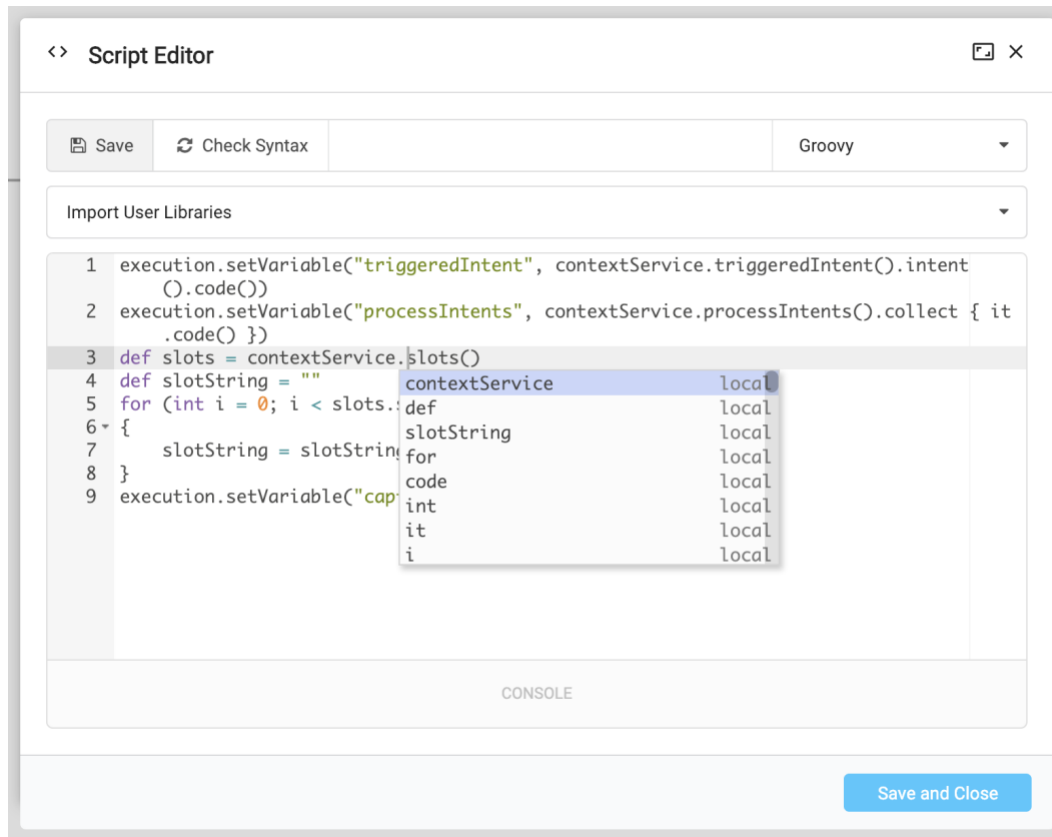 <> Script Editor
Save
Check Syntax
Groovy
Import User Libraries
1 execution.setVariable("triggeredIntent", contextService.triggeredIntent().intent
().code())
2 execution.setVariable("processIntents", contextService.processIntents().collect { it
.code() })
3 def slots = contextService.slots()
4 def slotString = ""
5 for (int i = 0; i < slots.
6 {
7 slotString = slotString
8 }
9 execution.setVariable("cap
contextService local
def local
slotString local
for local
code local
int local
it local
i local
CONSOLE
Save and Close